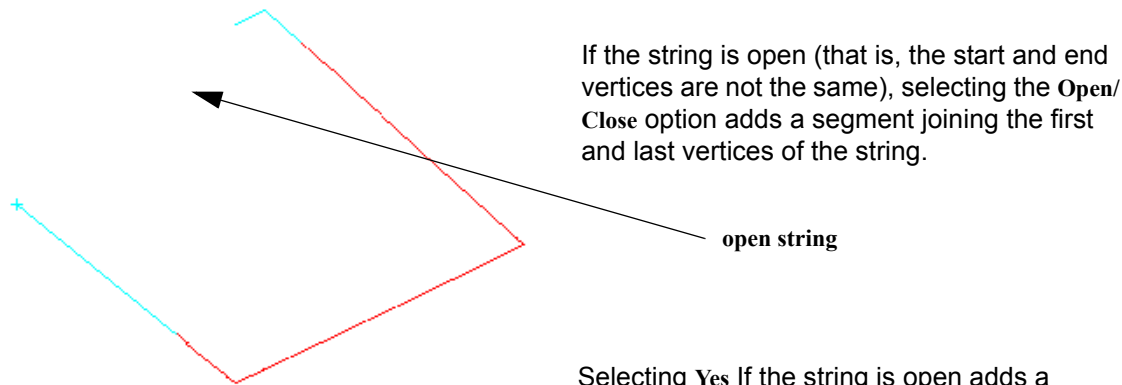 If the string is open (that is, the start and end
vertices are not the same), selecting the Open/
Close option adds a segment joining the first
and last vertices of the string.
open string
Selecting Yes If the string is open adds a